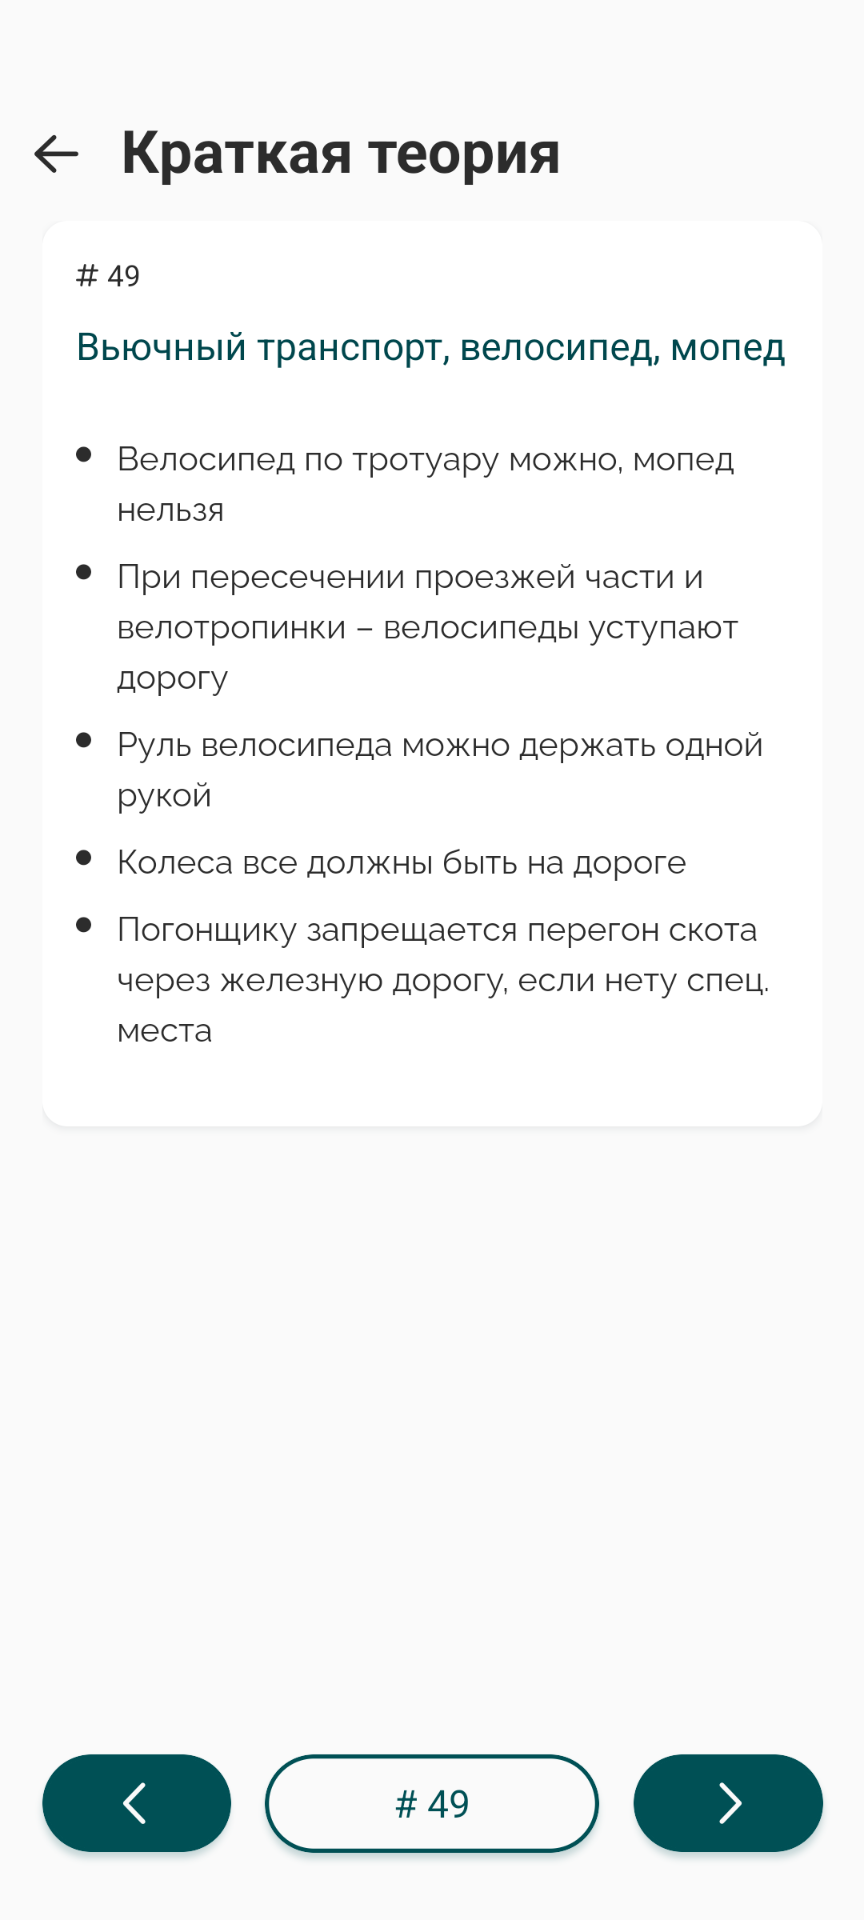 Краткая теория
# 49
Вьючный транспорт, велосипед, мопед
Велосипед по тротуару можно, мопед
нельзя
При пересечении проезжей части и
велотропинки – велосипеды уступают
дорогу
Руль велосипеда можно держать одной
рукой
Колеса все должны быть на дороге
Погонщику запрещается перегон скота
через железную дорогу, если нету спец.
места
# 49